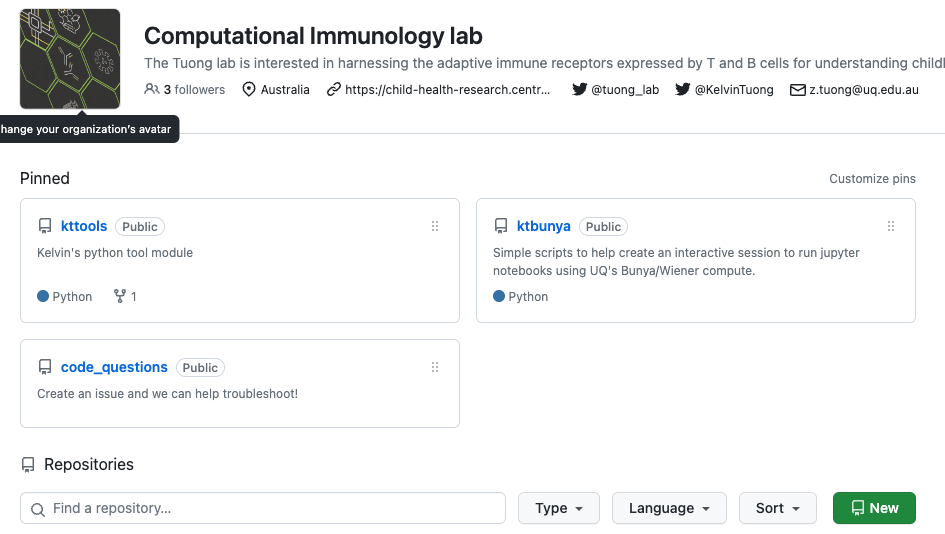 Computational Immunology lab
The Tuong lab is interested in harnessing the adaptive immune receptors expressed by T and B cells for understanding
3 followers Australia https://child-health-research.centr... @tuong_lab @KelvinTuong z.tuong@uq.edu.au
hange your organization's avatar
Pinned
Customize pins
kttools Public
Kelvin's python tool module
Python 1
ktbunya Public
Simple scripts to help create an interactive session to run jupyter
notebooks using UQ's Bunya/Wiener compute.
Python
code_questions Public
Create an issue and we can help troubleshoot!
Repositories
Find a repository...
Type
Language
Sort
New